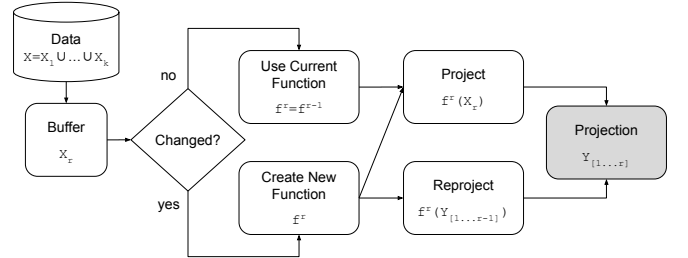 Data
X=X₁∪...∪Xₖ
no
Use Current
Function
fʳ=fʳ⁻¹
Project
fʳ(Xᵣ)
Buffer
Xᵣ
Changed?
Projection
Y[1...r]
yes
Create New
Function
fʳ
Reproject
fʳ(Y[1...r-1])